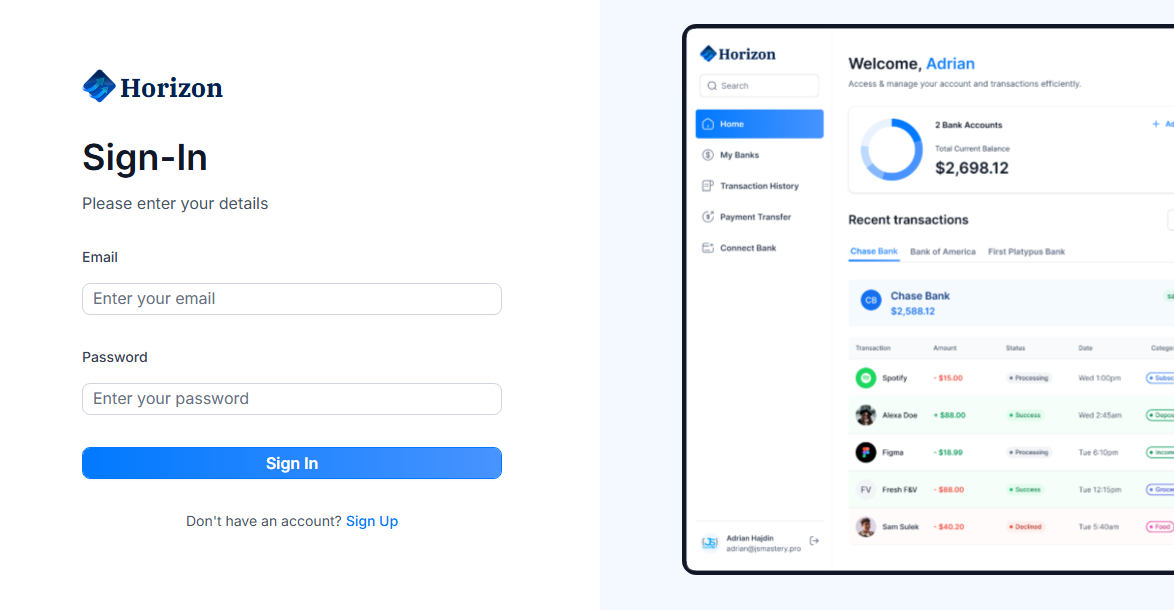 Horizon
Sign-In
Please enter your details
Email
Enter your email
Password
Enter your password
Sign In
Don't have an account? Sign Up
Horizon
Search
Home
My Banks
Transaction History
Payment Transfer
Connect Bank
Adrian Hajdin
adrian@jsmastery.pro
Welcome, Adrian
Access & manage your account and transactions efficiently.
2 Bank Accounts
+ Ad
Total Current Balance
$2,698.12
Recent transactions
Chase Bank Bank of America First Platypus Bank
CB
Chase Bank
$2,588.12
Transaction Amount Status Date Catego
Spotify - $15.00 Processing Wed 1:00pm Subsc
Alexa Doe + $88.00 Success Wed 2:45am Depos
Figma - $18.99 Processing Tue 6:10pm Income
FV Fresh F&V - $88.00 Success Tue 12:15pm Groce
Sam Sulek - $40.20 Declined Tue 5:40am Food